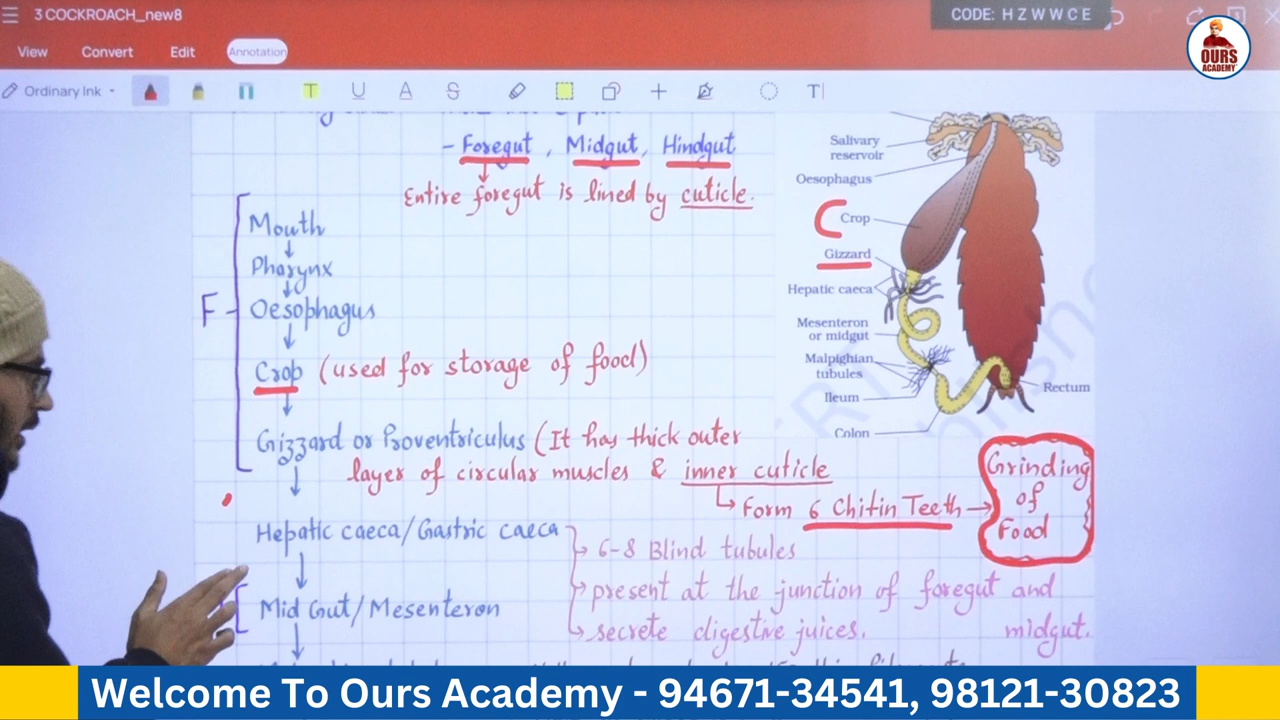 3 COCKROACH_new8
CODE: H Z W W C E
View Convert Edit Annotation
OURS
ACADEMY
Ordinary Ink
- Foregut, Midgut, Hindgut
Entire foregut is lined by cuticle.
Mouth
Pharynx
F - Oesophagus
Crop (used for storage of food)
Gizzard or Proventriculus (It has thick outer
layer of circular muscles & inner cuticle
Form 6 Chitin Teeth →
Grinding
of
Food
Hepatic caeca/Gastric caeca
6-8 Blind tubules
present at the junction of foregut and
midgut.
secrete digestive juices.
Mid Gut/Mesenteron
Salivary
reservoir
Oesophagus
Crop
Gizzard
Hepatic caeca
Mesenteron
or midgut
Malpighian
tubules
Ileum
Colon
Rectum
Welcome To Ours Academy - 94671-34541, 98121-30823